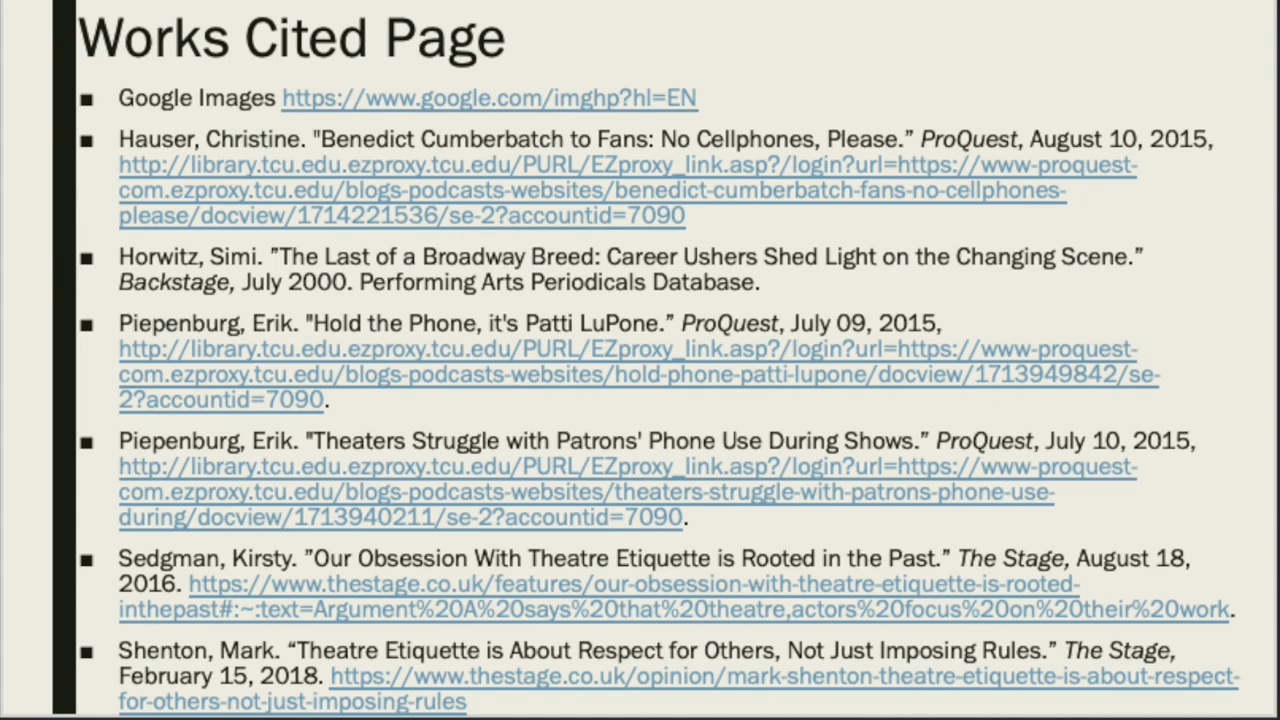 Works Cited Page
■ Google Images https://www.google.com/imghp?hl=EN
■ Hauser, Christine. "Benedict Cumberbatch to Fans: No Cellphones, Please.” ProQuest, August 10, 2015,
http://library.tcu.edu.ezproxy.tcu.edu/PURL/EZproxy_link.asp?/login?url=https://www-proquest-
com.ezproxy.tcu.edu/blogs-podcasts-websites/benedict-cumberbatch-fans-no-cellphones-
please/docview/1714221536/se-2?accountid=7090
■ Horwitz, Simi. ”The Last of a Broadway Breed: Career Ushers Shed Light on the Changing Scene.”
Backstage, July 2000. Performing Arts Periodicals Database.
■ Piepenburg, Erik. "Hold the Phone, it's Patti LuPone.” ProQuest, July 09, 2015,
http://library.tcu.edu.ezproxy.tcu.edu/PURL/EZproxy_link.asp?/login?url=https://www-proquest-
com.ezproxy.tcu.edu/blogs-podcasts-websites/hold-phone-patti-lupone/docview/1713949842/se-
2?accountid=7090.
■ Piepenburg, Erik. "Theaters Struggle with Patrons' Phone Use During Shows.” ProQuest, July 10, 2015,
http://library.tcu.edu.ezproxy.tcu.edu/PURL/EZproxy_link.asp?/login?url=https://www-proquest-
com.ezproxy.tcu.edu/blogs-podcasts-websites/theaters-struggle-with-patrons-phone-use-
during/docview/1713940211/se-2?accountid=7090.
■ Sedgman, Kirsty. ”Our Obsession With Theatre Etiquette is Rooted in the Past.” The Stage, August 18,
2016. https://www.thestage.co.uk/features/our-obsession-with-theatre-etiquette-is-rooted-
inthepast#:~:text=Argument%20A%20says%20that%20theatre,actors%20focus%20on%20their%20work.
■ Shenton, Mark. “Theatre Etiquette is About Respect for Others, Not Just Imposing Rules.” The Stage,
February 15, 2018. https://www.thestage.co.uk/opinion/mark-shenton-theatre-etiquette-is-about-respect-
for-others-not-just-imposing-rules